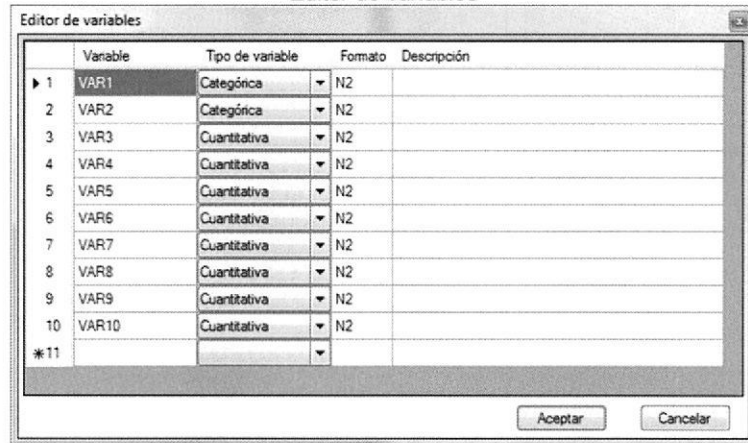 Editor de variables
Variable Tipo de variable Formato Descripción
1 VAR1 Categórica N2
2 VAR2 Categórica N2
3 VAR3 Cuantitativa N2
4 VAR4 Cuantitativa N2
5 VAR5 Cuantitativa N2
6 VAR6 Cuantitativa N2
7 VAR7 Cuantitativa N2
8 VAR8 Cuantitativa N2
9 VAR9 Cuantitativa N2
10 VAR10 Cuantitativa N2
*11
Aceptar Cancelar